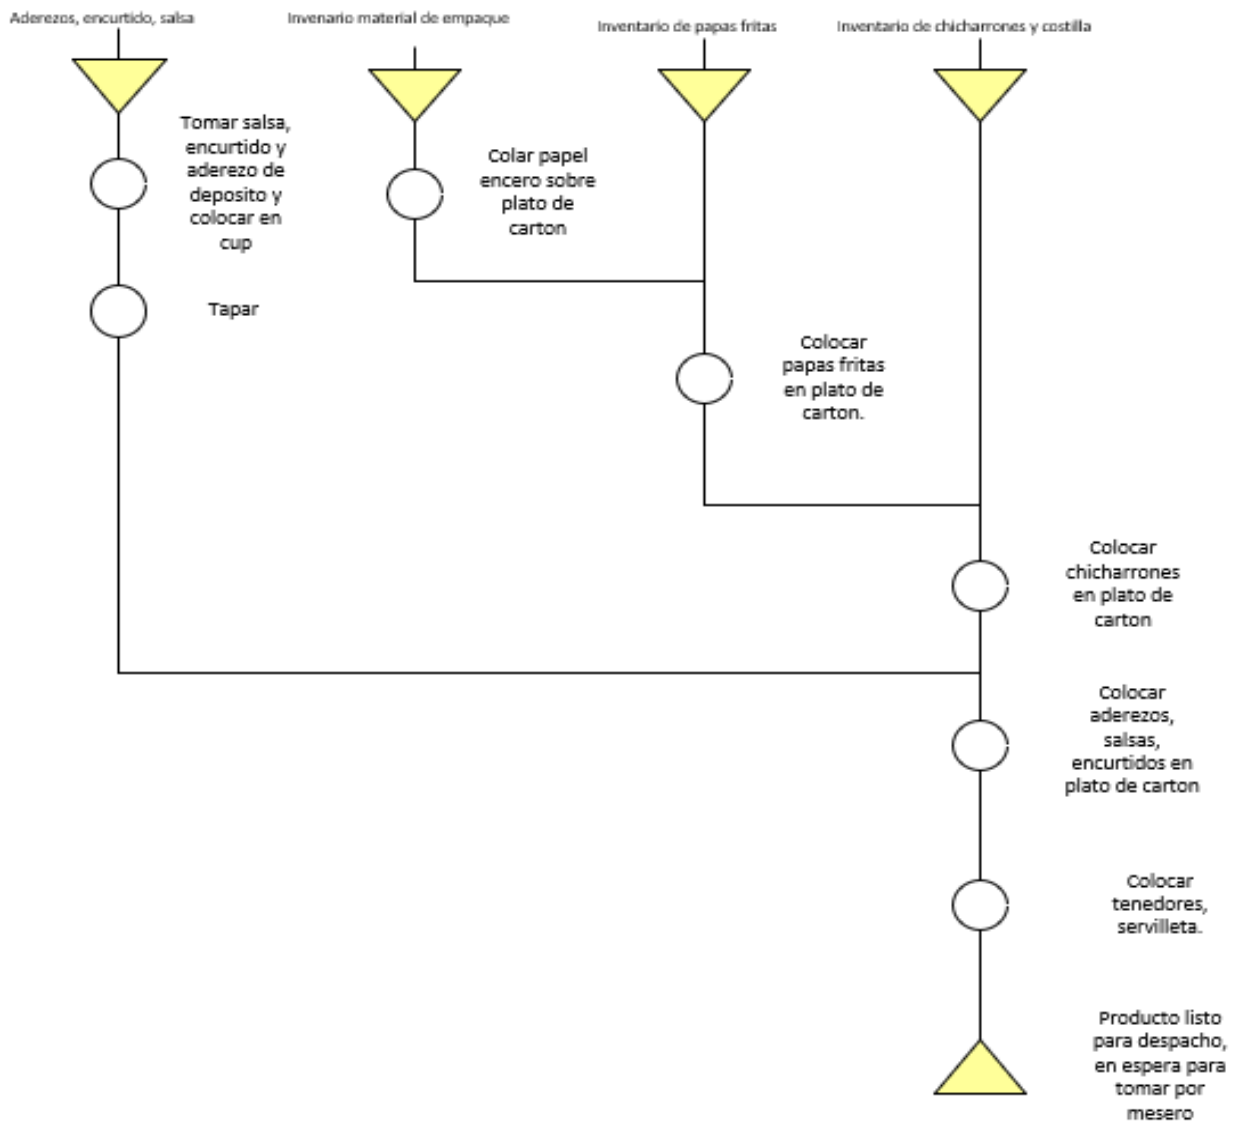 Aderezos, encurtido, salsa
Invenario material de empaque
Inventario de papas fritas
Inventario de chicharrones y costilla
Tomar salsa,
encurtido y
aderezo de
deposito y
colocar en
cup
Colar papel
encero sobre
plato de
carton
Tapar
Colocar
papas fritas
en plato de
carton.
Colocar
chicharrones
en plato de
carton
Colocar
aderezos,
salsas,
encurtidos en
plato de carton
Colocar
tenedores,
servilleta.
Producto listo
para despacho,
en espera para
tomar por
mesero